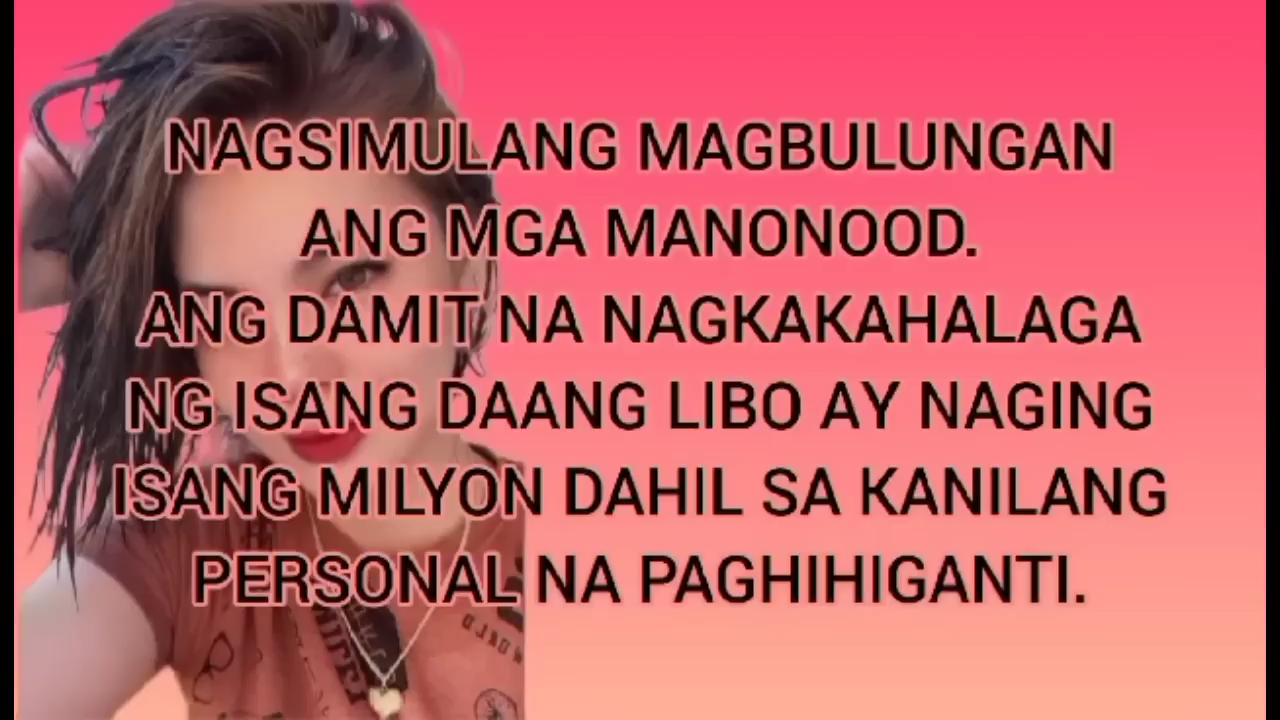 NAGSIMULANG MAGBULUNGAN
ANG MGA MANONOOD.
ANG DAMIT NA NAGKAKAHALAGA
NG ISANG DAANG LIBO AY NAGING
ISANG MILYON DAHIL SA KANILANG
PERSONAL NA PAGHIHIGANTI.